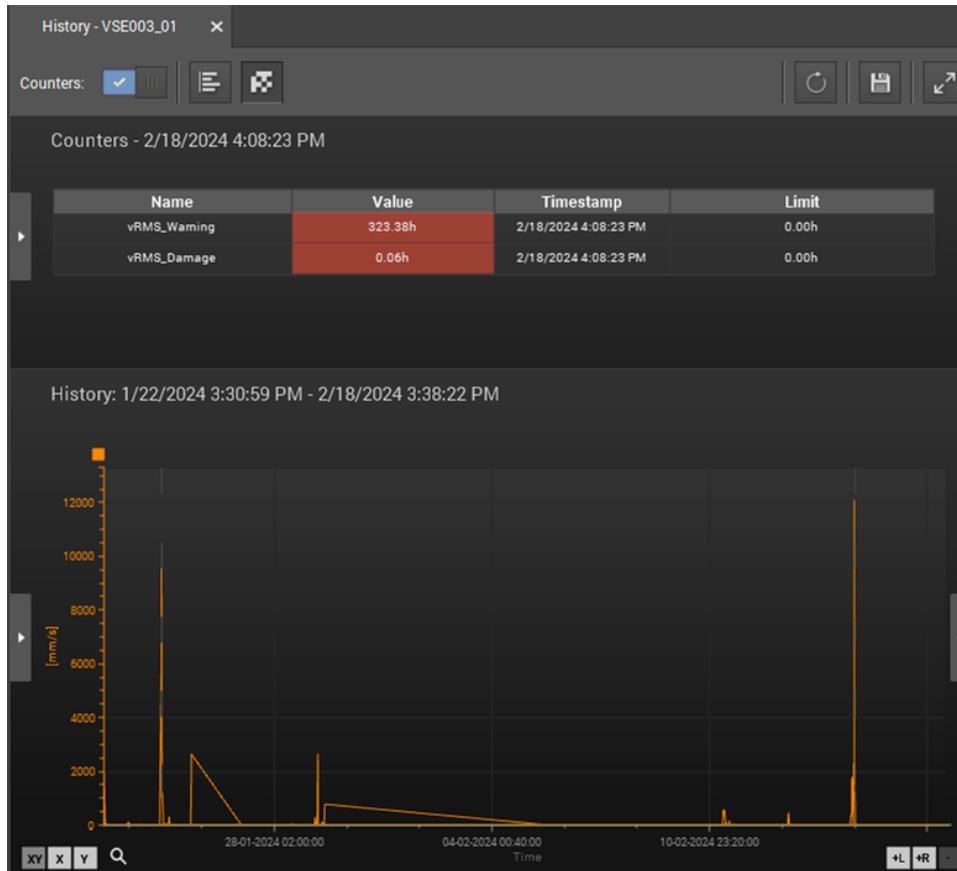 History - VSE003_01
Counters:
Counters - 2/18/2024 4:08:23 PM
Name Value Timestamp Limit
vRMS_Warning 323.38h 2/18/2024 4:08:23 PM 0.00h
vRMS_Damage 0.06h 2/18/2024 4:08:23 PM 0.00h
History: 1/22/2024 3:30:59 PM - 2/18/2024 3:38:22 PM
12000
10000
8000
[mm/s]
6000
4000
2000
0
28-01-2024 02:00:00 04-02-2024 00:40:00 10-02-2024 23:20:00
Time
XY X Y +L +R